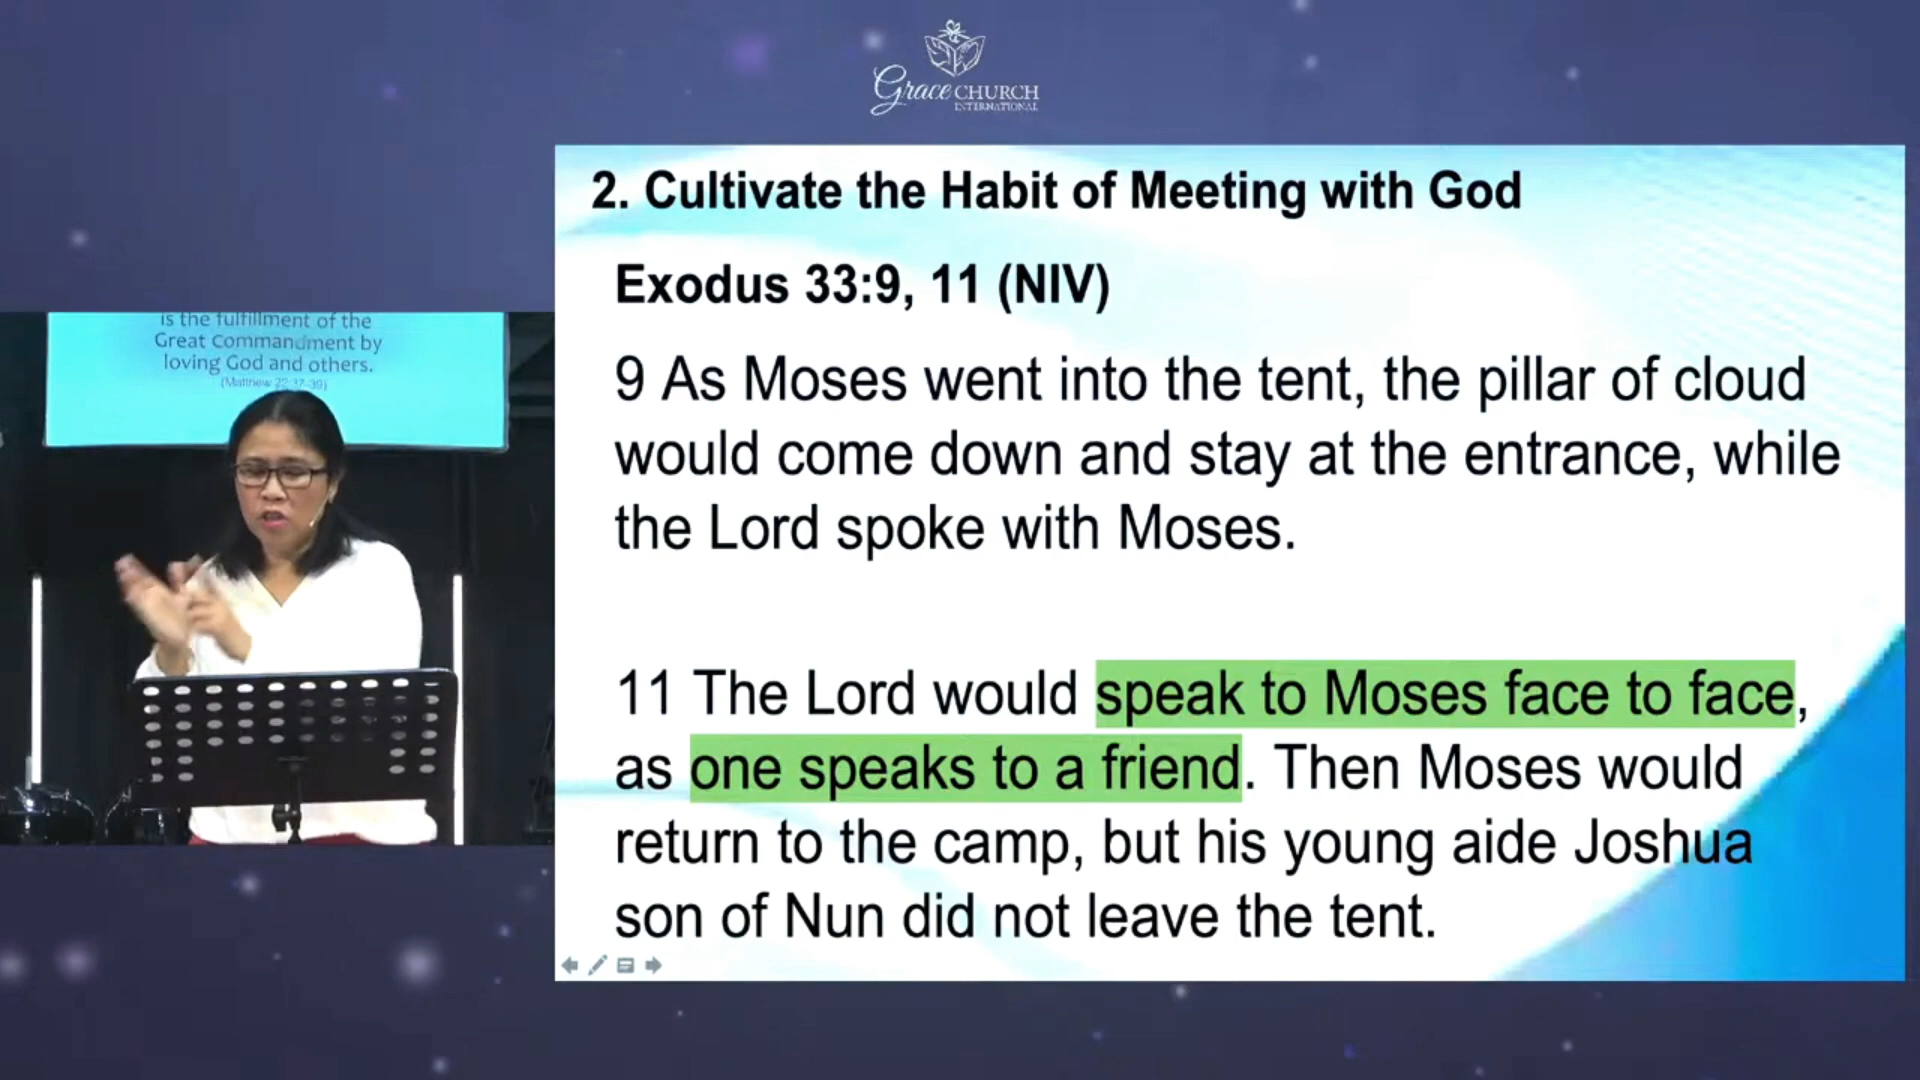 Grace CHURCH
INTERNATIONAL
2. Cultivate the Habit of Meeting with God
Exodus 33:9, 11 (NIV)
9 As Moses went into the tent, the pillar of cloud
would come down and stay at the entrance, while
the Lord spoke with Moses.
11 The Lord would speak to Moses face to face,
as one speaks to a friend. Then Moses would
return to the camp, but his young aide Joshua
son of Nun did not leave the tent.
is the fulfillment of the
Great Commandment by
loving God and others.
(Matthew 22:37-39)